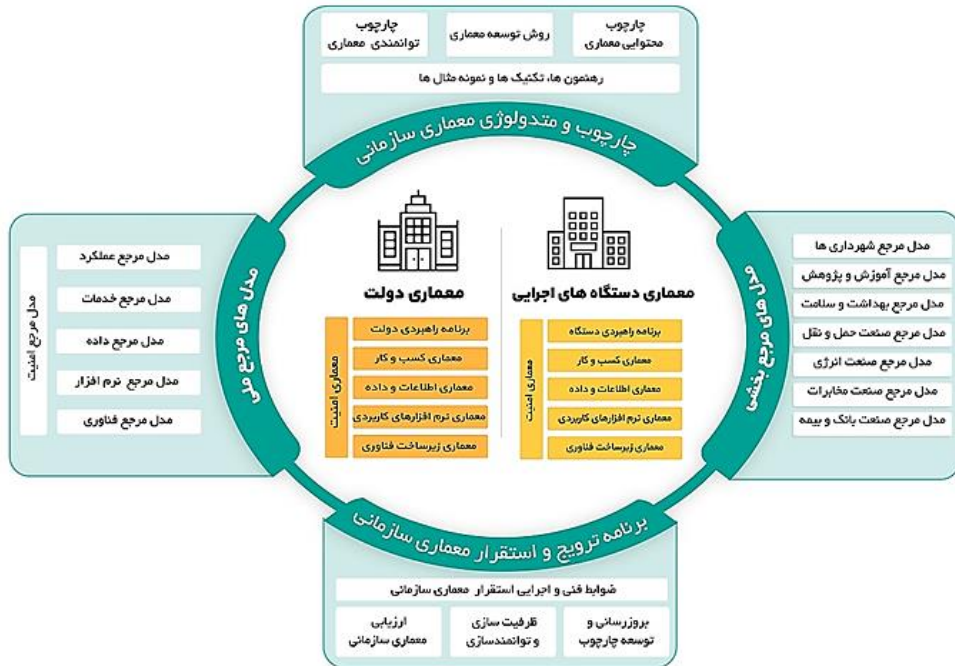 چارچوب
محتوایی معماری
روش توسعه معماری
چارچوب
توانمندی معماری
رهنمون ها، تکنیک ها و نمونه مثال ها
چارچوب و متدولوژی معماری سازمانی
مدل های مرجع بخشی
مدل مرجع شهرداری ها
مدل مرجع آموزش و پژوهش
مدل مرجع بهداشت و سلامت
مدل مرجع صنعت حمل و نقل
مدل مرجع صنعت انرژی
مدل مرجع صنعت مخابرات
مدل مرجع صنعت بانک و بیمه
معماری دستگاه های اجرایی
برنامه راهبردی دستگاه
معماری کسب و کار
معماری اطلاعات و داده
معماری نرم افزارهای کاربردی
معماری زیرساخت فناوری
معماری امنیت
معماری دولت
برنامه راهبردی دولت
معماری کسب و کار
معماری اطلاعات و داده
معماری نرم افزارهای کاربردی
معماری زیرساخت فناوری
معماری امنیت
مدل های مرجع ملی
مدل مرجع عملکرد
مدل مرجع خدمات
مدل مرجع داده
مدل مرجع نرم افزار
مدل مرجع فناوری
مدل مرجع امنیت
برنامه ترویج و استقرار معماری سازمانی
ضوابط فنی و اجرایی استقرار معماری سازمانی
بروزرسانی و
توسعه چارچوب
ظرفیت سازی
و توانمندسازی
ارزیابی
معماری سازمانی